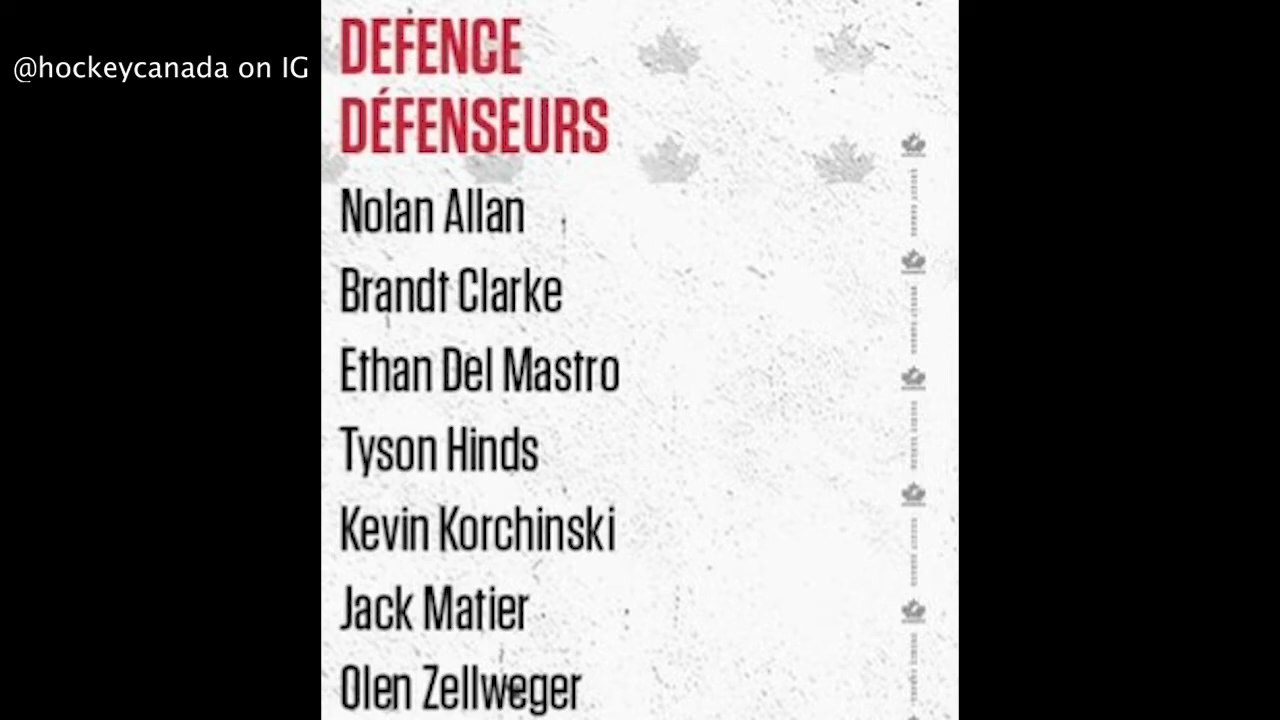 @hockeycanada on IG
DEFENCE
DÉFENSEURS
Nolan Allan
Brandt Clarke
Ethan Del Mastro
Tyson Hinds
Kevin Korchinski
Jack Matier
Olen Zellweger